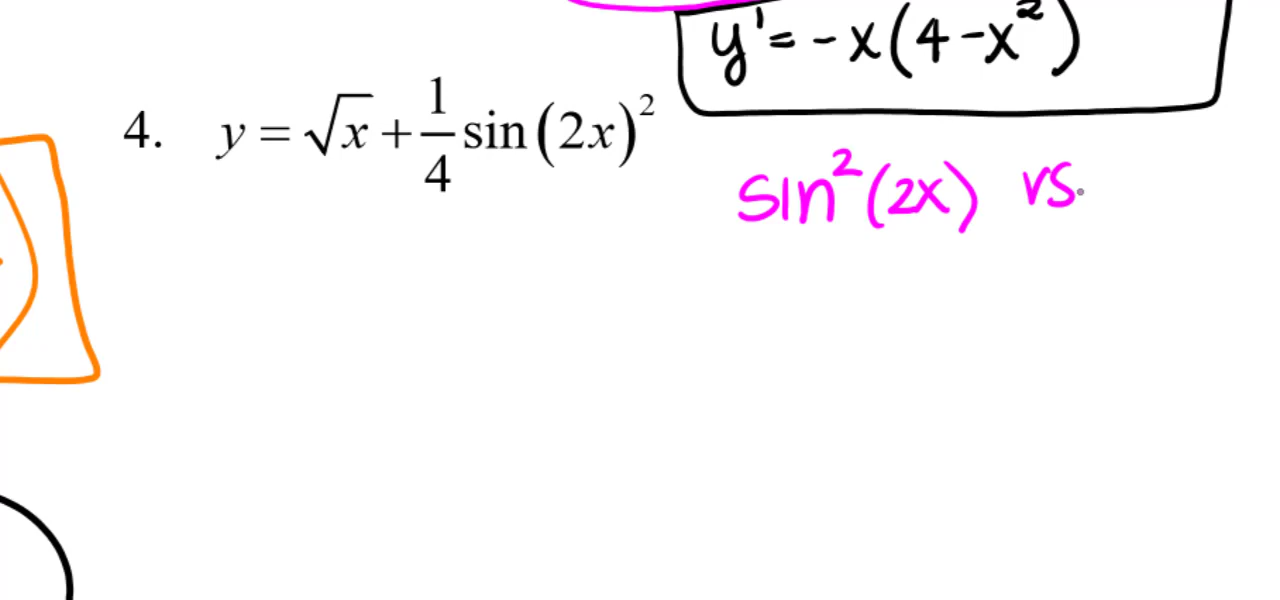 y' = -x(4-x²)
4. y = √x + 1/4 sin(2x)²
sin²(2x) vs.